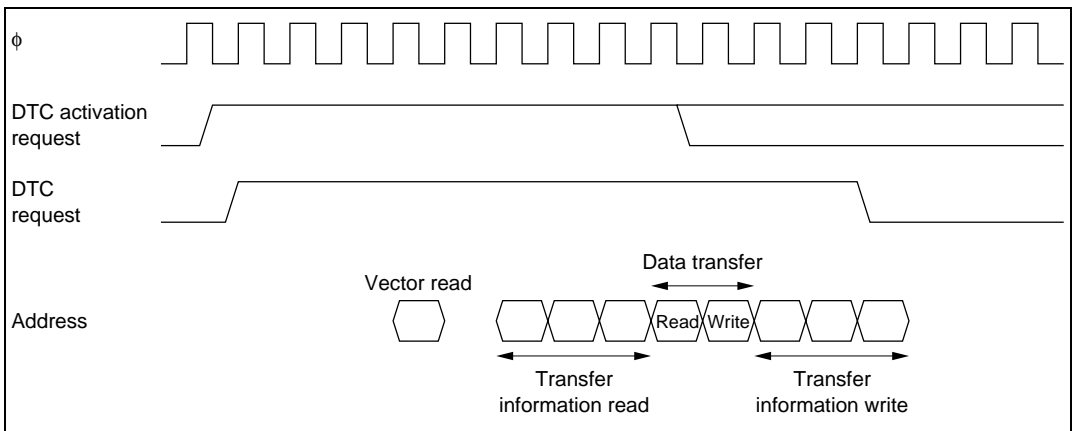 ϕ
DTC activation
request
DTC
request
Data transfer
Vector read
Address
Read Write
Transfer
information read
Transfer
information write